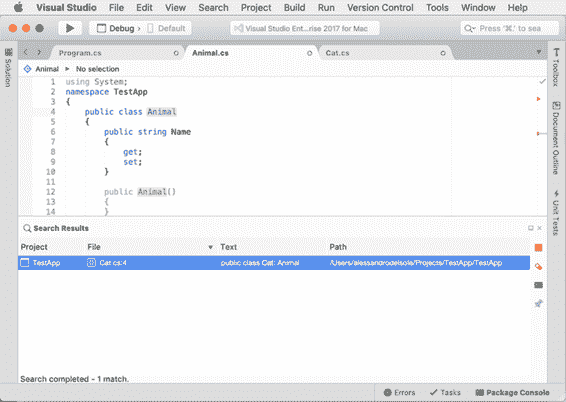 Visual Studio File Edit View Search Project Build Run Version Control Tools Window Help
Debug › Default
Visual Studio Ent...rise 2017 for Mac
Press '⌘.' to sea
Program.cs
Animal.cs
Cat.cs
Solution
Animal ▸ No selection
1 using System;
2 namespace TestApp
3 {
4 public class Animal
5 {
6 public string Name
7 {
8 get;
9 set;
10 }
11
12 public Animal()
13 {
14 }
Toolbox
Document Outline
Unit Tests
Search Results
Project File Text Path
TestApp Cat.cs:4 public class Cat: Animal /Users/alessandrodelsole/Projects/TestApp/TestApp
Search completed - 1 match.
Errors Tasks Package Console